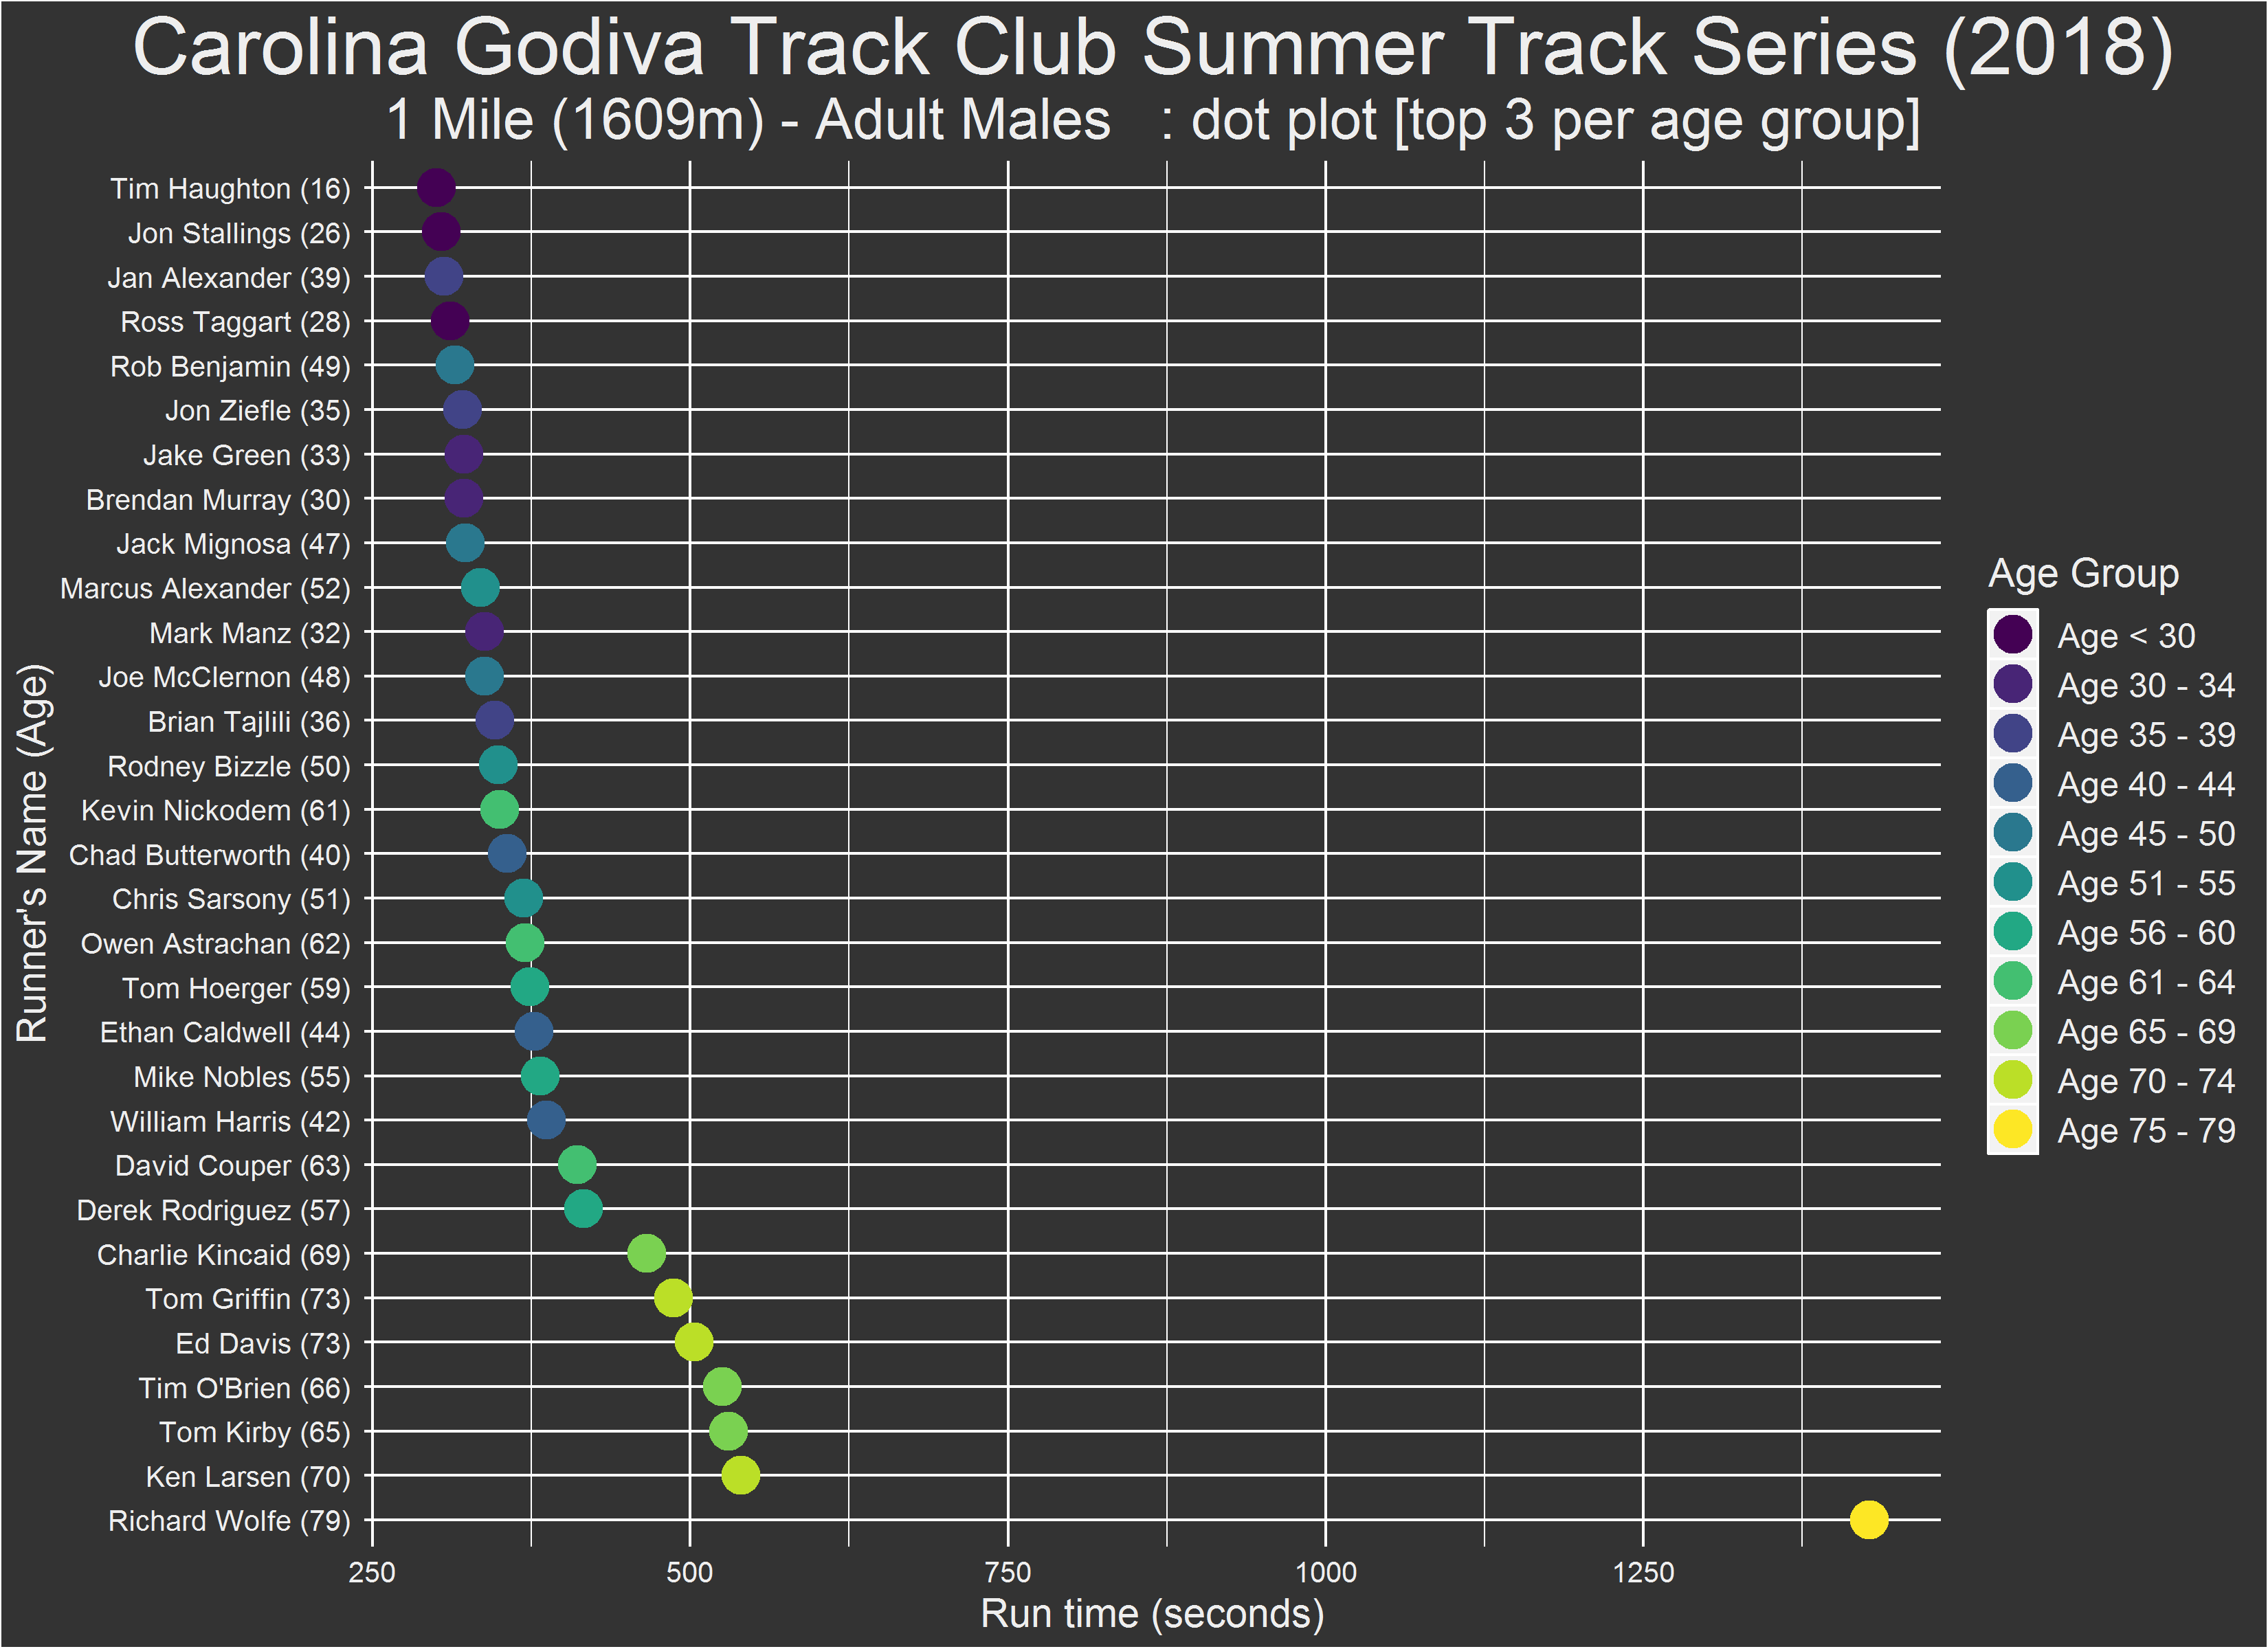 Carolina Godiva Track Club Summer Track Series (2018)
1 Mile (1609m) - Adult Males : dot plot [top 3 per age group]
Runner's Name (Age)
Tim Haughton (16)
Jon Stallings (26)
Jan Alexander (39)
Ross Taggart (28)
Rob Benjamin (49)
Jon Ziefle (35)
Jake Green (33)
Brendan Murray (30)
Jack Mignosa (47)
Marcus Alexander (52)
Mark Manz (32)
Joe McClernon (48)
Brian Tajlili (36)
Rodney Bizzle (50)
Kevin Nickodem (61)
Chad Butterworth (40)
Chris Sarsony (51)
Owen Astrachan (62)
Tom Hoerger (59)
Ethan Caldwell (44)
Mike Nobles (55)
William Harris (42)
David Couper (63)
Derek Rodriguez (57)
Charlie Kincaid (69)
Tom Griffin (73)
Ed Davis (73)
Tim O'Brien (66)
Tom Kirby (65)
Ken Larsen (70)
Richard Wolfe (79)
250 500 750 1000 1250
Run time (seconds)
Age Group
Age < 30
Age 30 - 34
Age 35 - 39
Age 40 - 44
Age 45 - 50
Age 51 - 55
Age 56 - 60
Age 61 - 64
Age 65 - 69
Age 70 - 74
Age 75 - 79